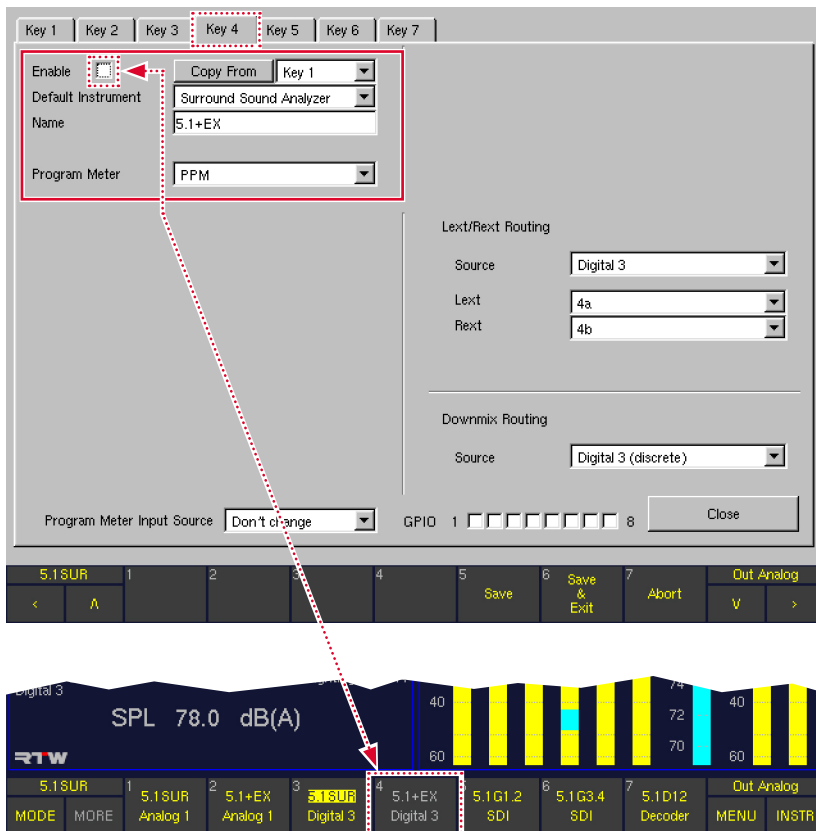 Key 1 Key 2 Key 3 Key 4 Key 5 Key 6 Key 7
Enable Copy From Key 1
Default Instrument Surround Sound Analyzer
Name 5.1+EX
Program Meter PPM
Lext/Rext Routing
Source Digital 3
Lext 4a
Rext 4b
Downmix Routing
Source Digital 3 (discrete)
Program Meter Input Source Don't change GPIO 1 8 Close
5.1SUR 1 2 3 4 5 Save 6 Save & Exit 7 Abort Out Analog
< Λ V >
Digital 3
SPL 78.0 dB(A)
RTW
40 60
74 72 70
40 60
5.1SUR 1 5.1SUR 2 5.1+EX 3 5.1SUR 4 5.1+EX 5 5.1G1.2 6 5.1G3.4 7 5.1D12 Out Analog
MODE MORE Analog 1 Analog 1 Digital 3 Digital 3 SDI SDI Decoder MENU INSTR